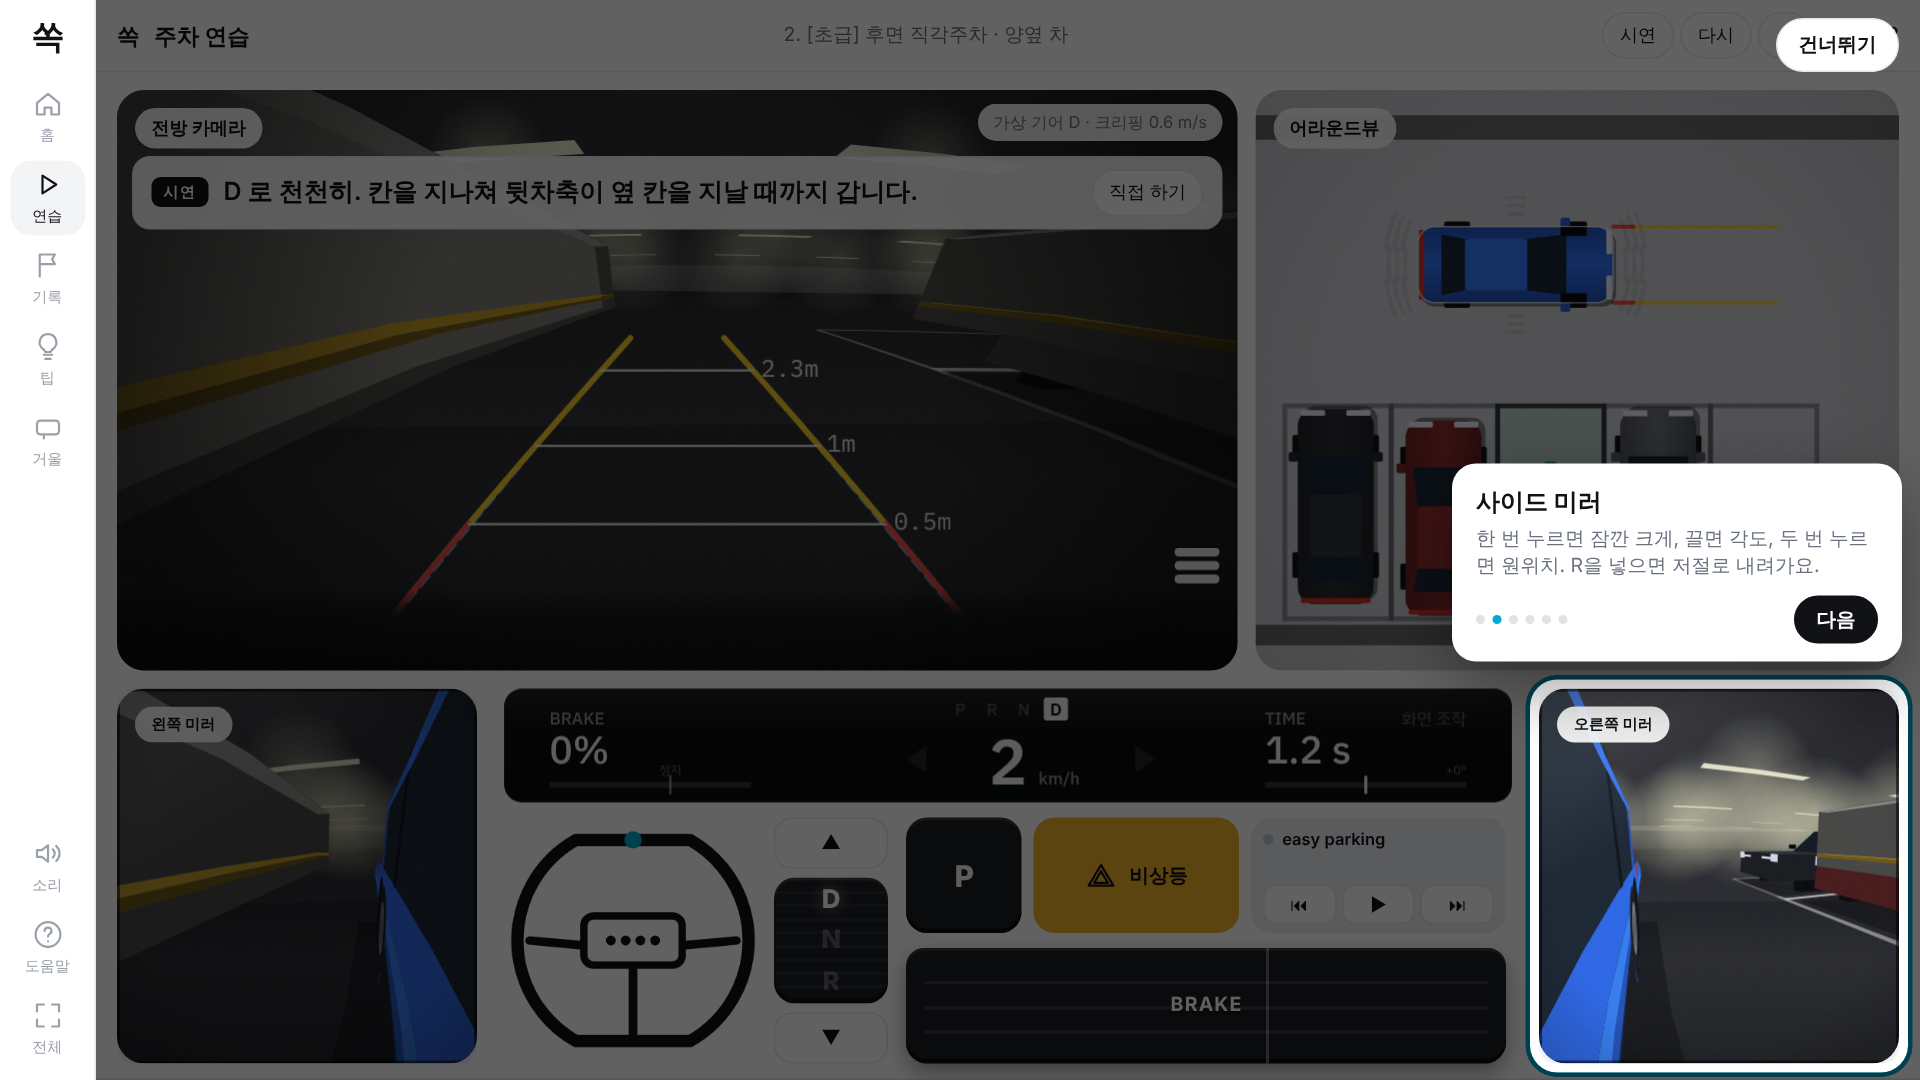 쏙
홈
연습
기록
팁
거울
소리
도움말
전체
쏙 주차 연습
2. [초급] 후면 직각주차 · 양옆 차
시연
다시
건너뛰기
전방 카메라
가상 기어 D · 크리핑 0.6 m/s
시연 D 로 천천히. 칸을 지나쳐 뒷차축이 옆 칸을 지날 때까지 갑니다.
직접 하기
2.3m
1m
0.5m
어라운드뷰
사이드 미러
한 번 누르면 잠깐 크게, 끌면 각도, 두 번 누르
면 원위치. R을 넣으면 저절로 내려가요.
다음
왼쪽 미러
BRAKE
0%
정지
P R N D
2 km/h
TIME
화면 조작
1.2 s
+0°
D
N
R
P
비상등
easy parking
BRAKE
오른쪽 미러